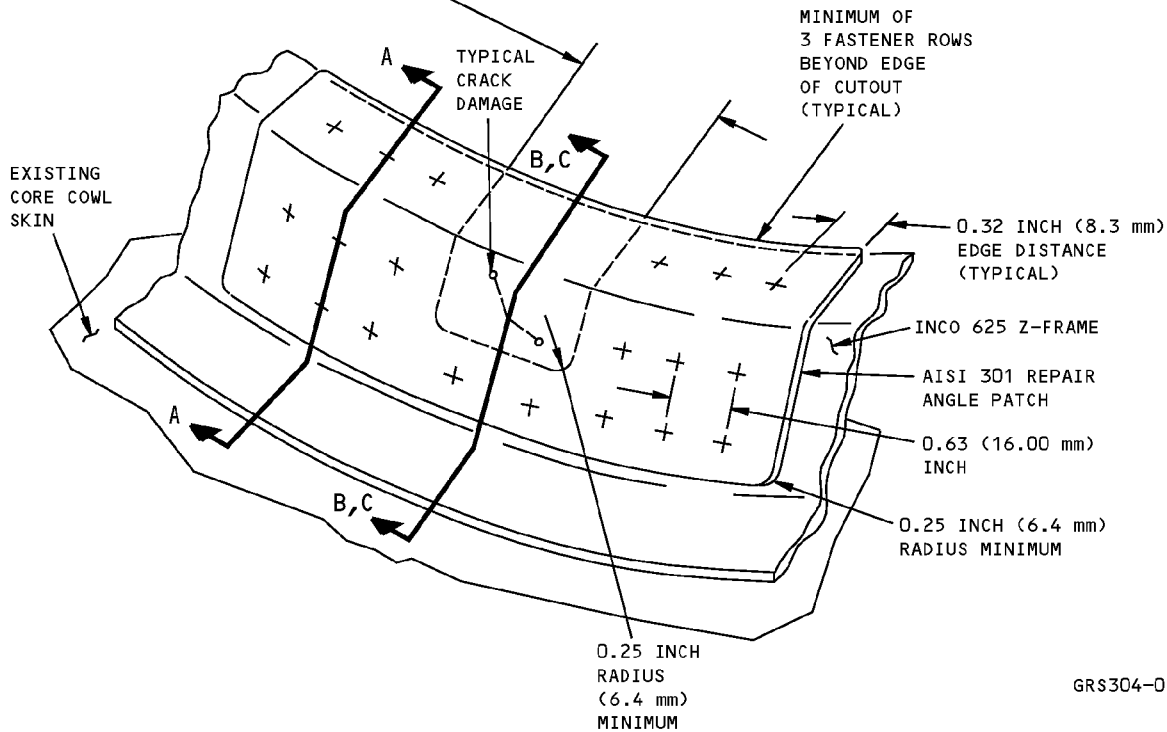 MINIMUM OF
3 FASTENER ROWS
BEYOND EDGE
OF CUTOUT
(TYPICAL)
A
TYPICAL
CRACK
DAMAGE
B,C
EXISTING
CORE COWL
SKIN
0.32 INCH (8.3 mm)
EDGE DISTANCE
(TYPICAL)
INCO 625 Z-FRAME
AISI 301 REPAIR
ANGLE PATCH
A
0.63 (16.00 mm)
INCH
B,C
0.25 INCH (6.4 mm)
RADIUS MINIMUM
0.25 INCH
RADIUS
(6.4 mm)
MINIMUM
GRS304-0